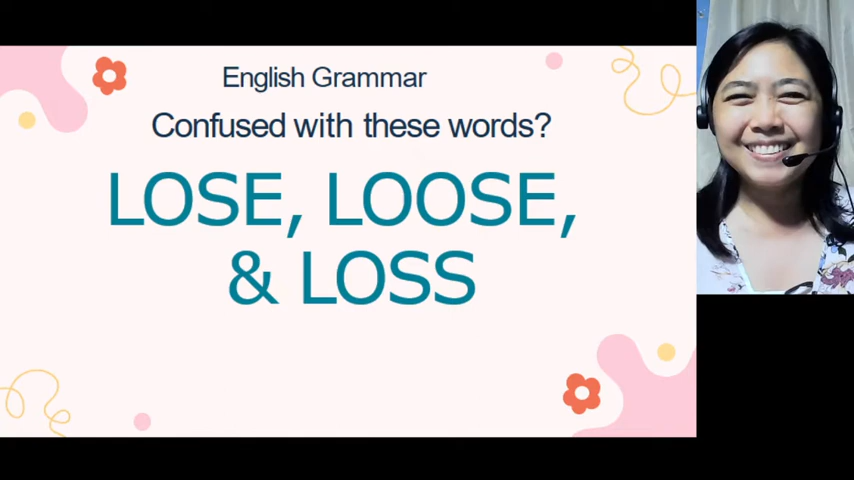 English Grammar
Confused with these words?
LOSE, LOOSE,
& LOSS